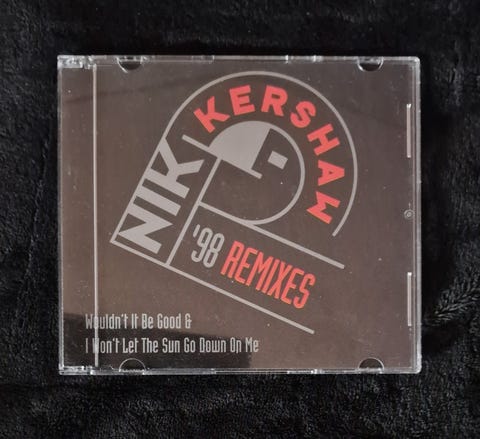 NIK
KERSHAW
'98 REMIXES
Wouldn't It Be Good &
I Won't Let The Sun Go Down On Me